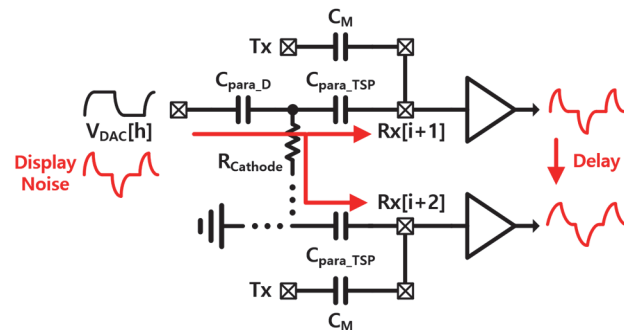 C_M
Tx
C_para_D
C_para_TSP
V_DAC[h]
Rx[i+1]
Display
Noise
R_Cathode
Delay
Rx[i+2]
C_para_TSP
Tx
C_M